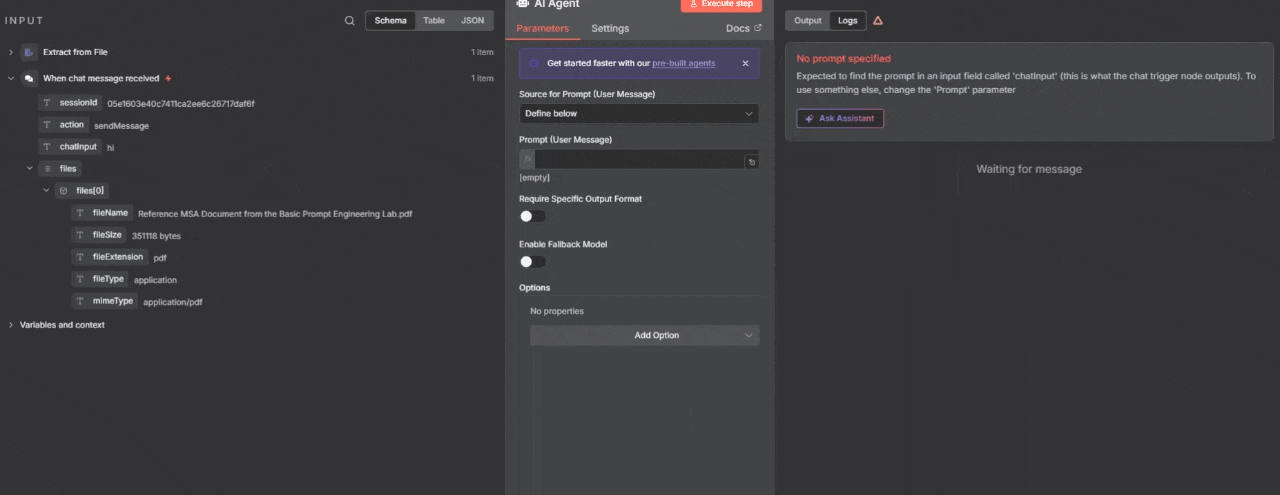 INPUT
Schema
Table
JSON
Extract from File
1 item
When chat message received
1 item
T sessionId 05e1603e40c7411ca2ee6c26717daf6f
T action sendMessage
T chatInput hi
files
files[0]
T fileName Reference MSA Document from the Basic Prompt Engineering Lab.pdf
T fileSize 351118 bytes
T fileExtension pdf
T fileType application
T mimeType application/pdf
Variables and context
AI Agent
Execute step
Parameters
Settings
Docs
Get started faster with our pre-built agents
Source for Prompt (User Message)
Define below
Prompt (User Message)
fx
[empty]
Require Specific Output Format
Enable Fallback Model
Options
No properties
Add Option
Output
Logs
No prompt specified
Expected to find the prompt in an input field called 'chatInput' (this is what the chat trigger node outputs). To
use something else, change the 'Prompt' parameter
Ask Assistant
Waiting for message